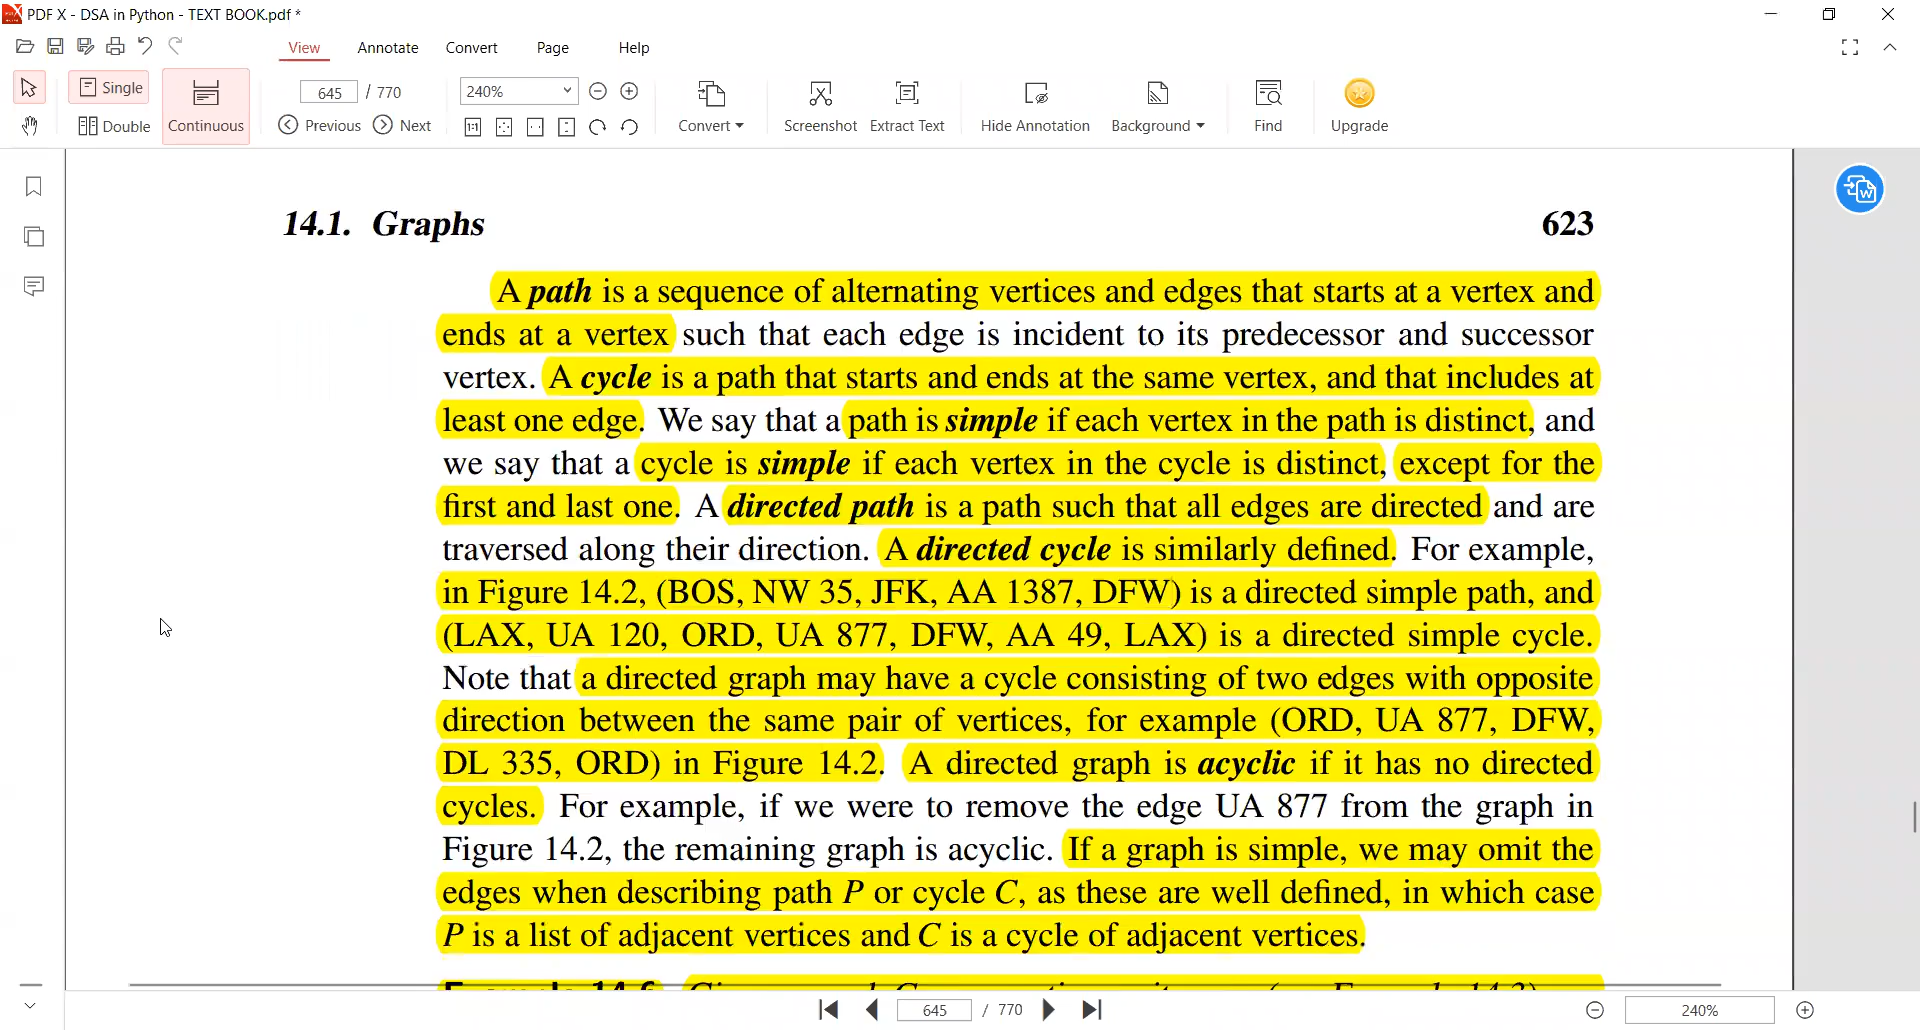 PDF X - DSA in Python - TEXT BOOK.pdf *
View Annotate Convert Page Help
Single
Double
Continuous
645 / 770
Previous Next
240%
1:1
Convert
Screenshot
Extract Text
Hide Annotation
Background
Find
Upgrade
14.1. Graphs 623
A path is a sequence of alternating vertices and edges that starts at a vertex and
ends at a vertex such that each edge is incident to its predecessor and successor
vertex. A cycle is a path that starts and ends at the same vertex, and that includes at
least one edge. We say that a path is simple if each vertex in the path is distinct, and
we say that a cycle is simple if each vertex in the cycle is distinct, except for the
first and last one. A directed path is a path such that all edges are directed and are
traversed along their direction. A directed cycle is similarly defined. For example,
in Figure 14.2, (BOS, NW 35, JFK, AA 1387, DFW) is a directed simple path, and
(LAX, UA 120, ORD, UA 877, DFW, AA 49, LAX) is a directed simple cycle.
Note that a directed graph may have a cycle consisting of two edges with opposite
direction between the same pair of vertices, for example (ORD, UA 877, DFW,
DL 335, ORD) in Figure 14.2. A directed graph is acyclic if it has no directed
cycles. For example, if we were to remove the edge UA 877 from the graph in
Figure 14.2, the remaining graph is acyclic. If a graph is simple, we may omit the
edges when describing path P or cycle C, as these are well defined, in which case
P is a list of adjacent vertices and C is a cycle of adjacent vertices.
645 / 770
240%